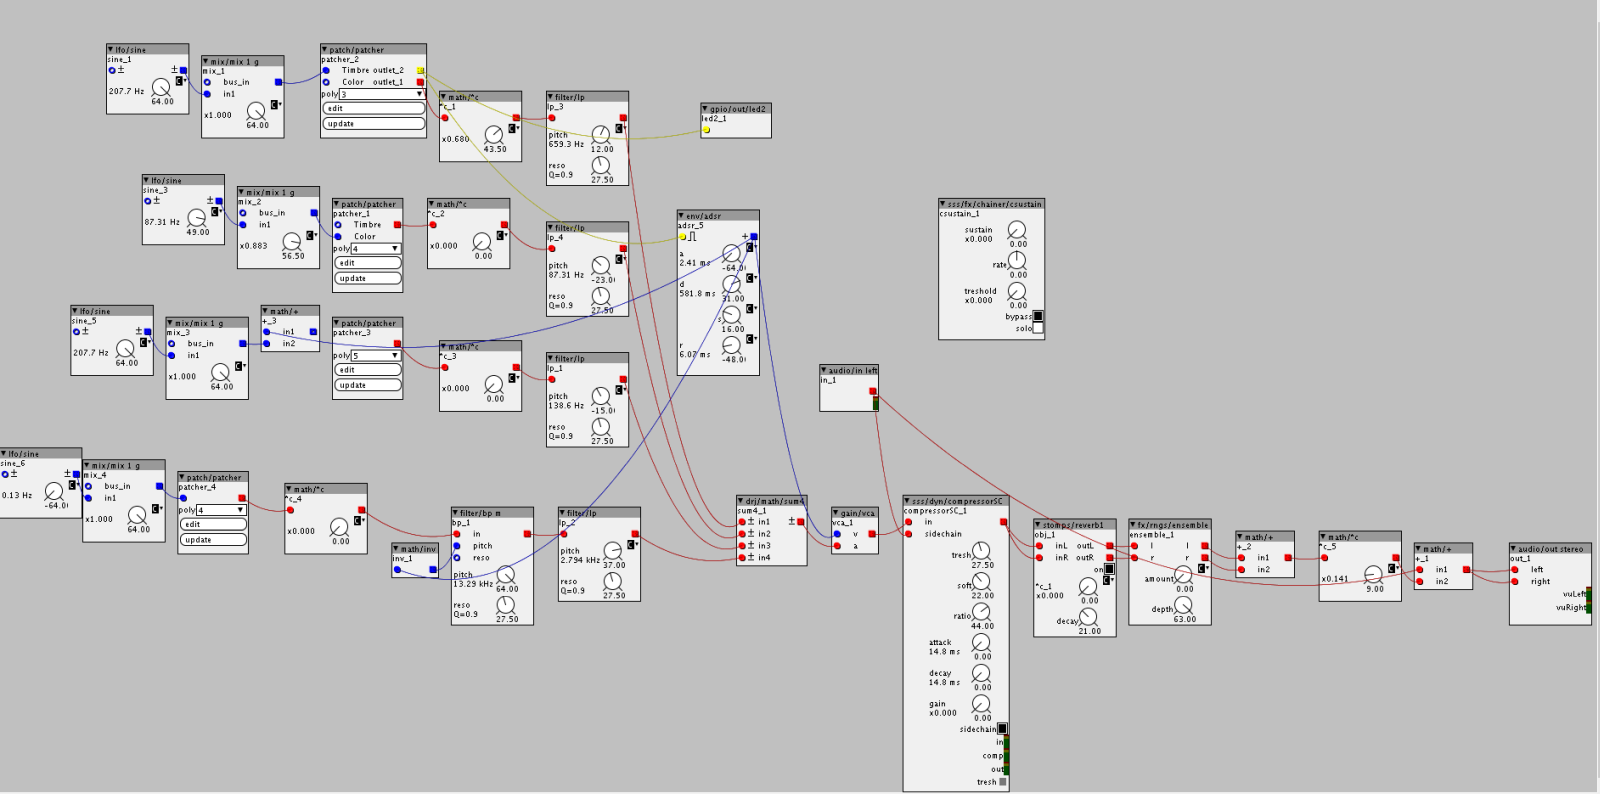 lfo/sine
sine_1
207.7 Hz
64.00
mix/mix 1 g
mix_1
bus_in
in1
x1.000
64.00
patch/patcher
patcher_2
Timbre outlet_2
Color outlet_1
poly 3
edit
update
math/*c
*c_1
x0.680
43.50
filter/lp
lp_3
pitch
659.3 Hz
12.00
reso
Q=0.9
27.50
gpio/out/led2
led2_1
lfo/sine
sine_3
87.31 Hz
49.00
mix/mix 1 g
mix_2
bus_in
in1
x0.883
56.50
patch/patcher
patcher_1
Timbre
Color
poly 4
edit
update
math/*c
*c_2
x0.000
0.00
filter/lp
lp_4
pitch
87.31 Hz
-23.0
reso
Q=0.9
27.50
env/adsr
adsr_5
a
2.41 ms
-64.0
d
581.8 ms
31.00
s
16.00
r
6.07 ms
-48.0
sss/fx/chainer/csustain
csustain_1
sustain
x0.000
0.00
rate
0.00
treshold
x0.000
0.00
bypass
solo
lfo/sine
sine_5
207.7 Hz
64.00
mix/mix 1 g
mix_3
bus_in
in1
x1.000
64.00
math/+
+_3
in1
in2
patch/patcher
patcher_3
poly 5
edit
update
math/*c
*c_3
x0.000
0.00
filter/lp
lp_1
pitch
138.6 Hz
-15.0
reso
Q=0.9
27.50
audio/in left
in_1
lfo/sine
sine_6
0.13 Hz
-64.0
mix/mix 1 g
mix_4
bus_in
in1
x1.000
64.00
patch/patcher
patcher_4
poly 4
edit
update
math/*c
*c_4
x0.000
0.00
math/inv
inv_1
filter/bp m
bp_1
in
pitch
reso
pitch
13.29 kHz
64.00
reso
Q=0.9
27.50
filter/lp
lp_2
pitch
2.794 kHz
37.00
reso
Q=0.9
27.50
drj/math/sum4
sum4_1
in1
in2
in3
in4
gain/vca
vca_1
v
a
sss/dyn/compressorSC
compressorSC_1
in
sidechain
tresh
27.50
soft
22.00
ratio
44.00
attack
14.8 ms
0.00
decay
14.8 ms
0.00
gain
x0.000
0.00
sidechain
in
comp
out
tresh
stomps/reverb1
obj_1
inL outL
inR outR
on
*c_1
x0.000
0.00
decay
21.00
fx/rngs/ensemble
ensemble_1
l l
r r
amount
0.00
depth
63.00
math/+
+_2
in1
in2
math/*c
*c_5
x0.141
9.00
math/+
+_1
in1
in2
audio/out stereo
out_1
left
right
vuLeft
vuRight